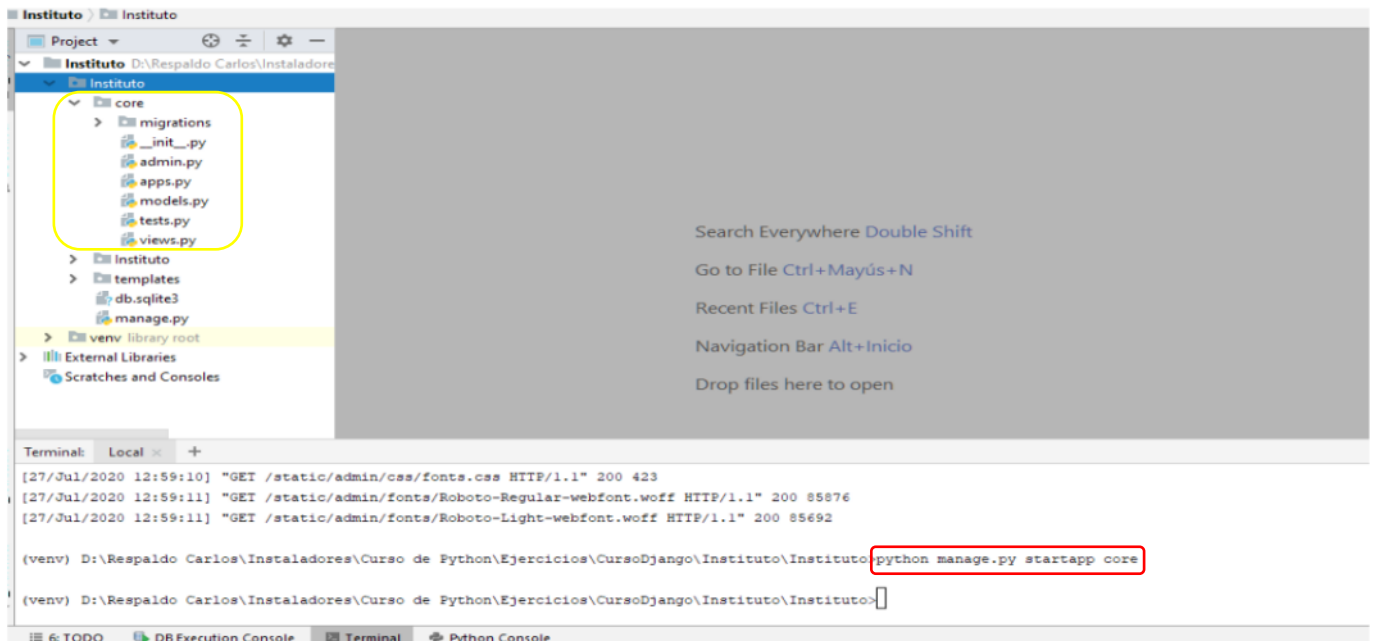 Instituto Instituto
Project
Instituto D:\Respaldo Carlos\Instaladore
Instituto
core
migrations
__init__.py
admin.py
apps.py
models.py
tests.py
views.py
Instituto
templates
db.sqlite3
manage.py
venv library root
External Libraries
Scratches and Consoles
Search Everywhere Double Shift
Go to File Ctrl+Mayús+N
Recent Files Ctrl+E
Navigation Bar Alt+Inicio
Drop files here to open
Terminal: Local × +
[27/Jul/2020 12:59:10] "GET /static/admin/css/fonts.css HTTP/1.1" 200 423
[27/Jul/2020 12:59:11] "GET /static/admin/fonts/Roboto-Regular-webfont.woff HTTP/1.1" 200 85876
[27/Jul/2020 12:59:11] "GET /static/admin/fonts/Roboto-Light-webfont.woff HTTP/1.1" 200 85692
(venv) D:\Respaldo Carlos\Instaladores\Curso de Python\Ejercicios\CursoDjango\Instituto\Instituto>python manage.py startapp core
(venv) D:\Respaldo Carlos\Instaladores\Curso de Python\Ejercicios\CursoDjango\Instituto\Instituto>
6: TODO DB Execution Console Terminal Python Console